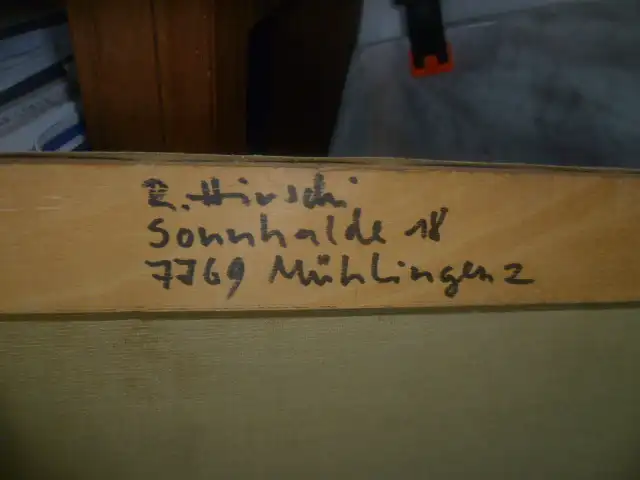 R. Hirschi
Sonnhalde 18
7769 Mühlingen 2